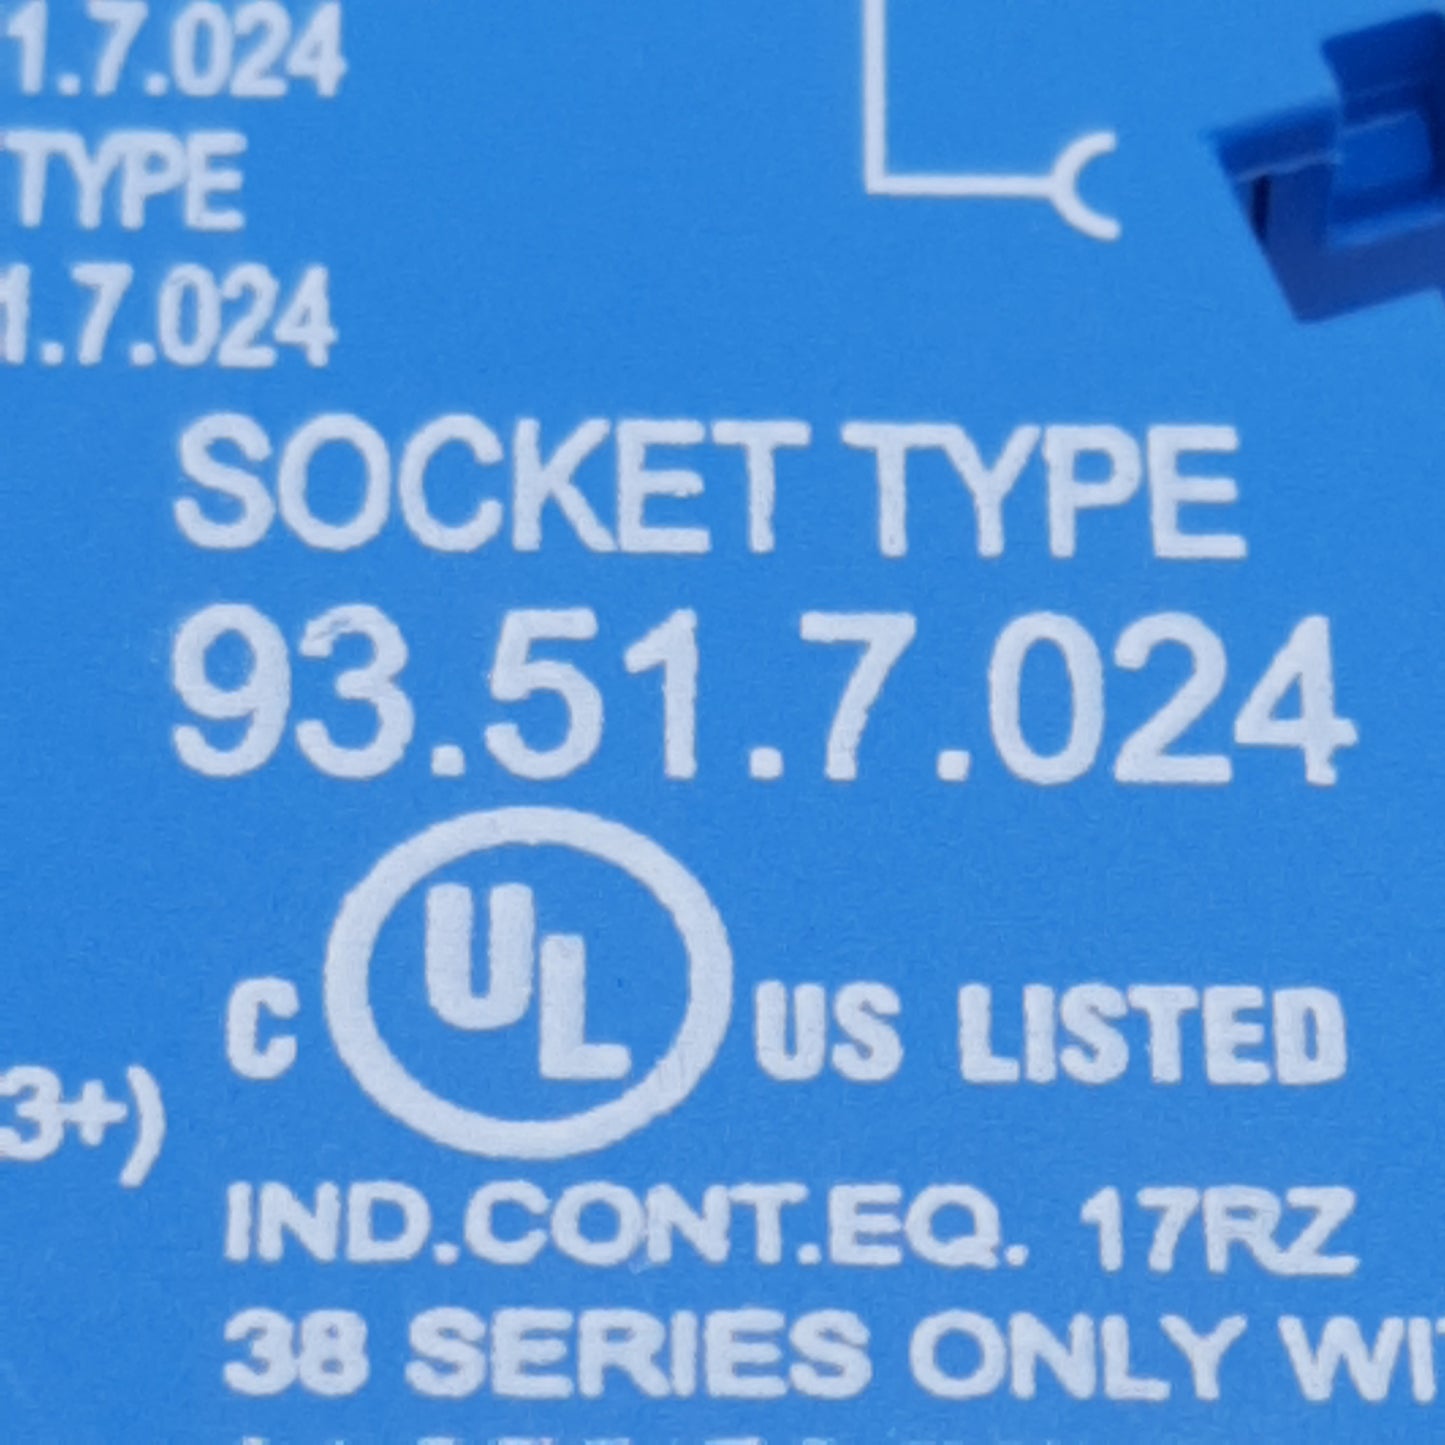 1.7.024
TYPE
1.7.024
SOCKET TYPE
93.51.7.024
C UL US LISTED
3+)
IND.CONT.EQ. 17RZ
38 SERIES ONLY WI